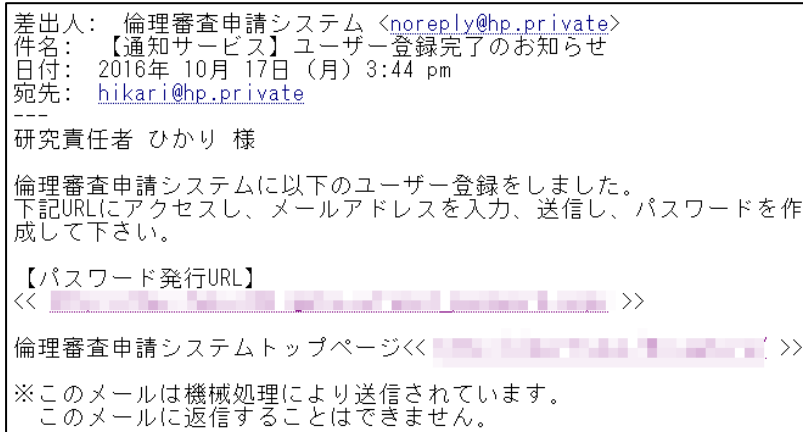 差出人: 倫理審査申請システム <noreply@hp.private>
件名: 【通知サービス】ユーザー登録完了のお知らせ
日付: 2016年 10月 17日 (月) 3:44 pm
宛先: hikari@hp.private
---
研究責任者 ひかり 様
倫理審査申請システムに以下のユーザー登録をしました。
下記URLにアクセスし、メールアドレスを入力、送信し、パスワードを作
成して下さい。
【パスワード発行URL】
<< >>
倫理審査申請システムトップページ<< >>
※このメールは機械処理により送信されています。
このメールに返信することはできません。